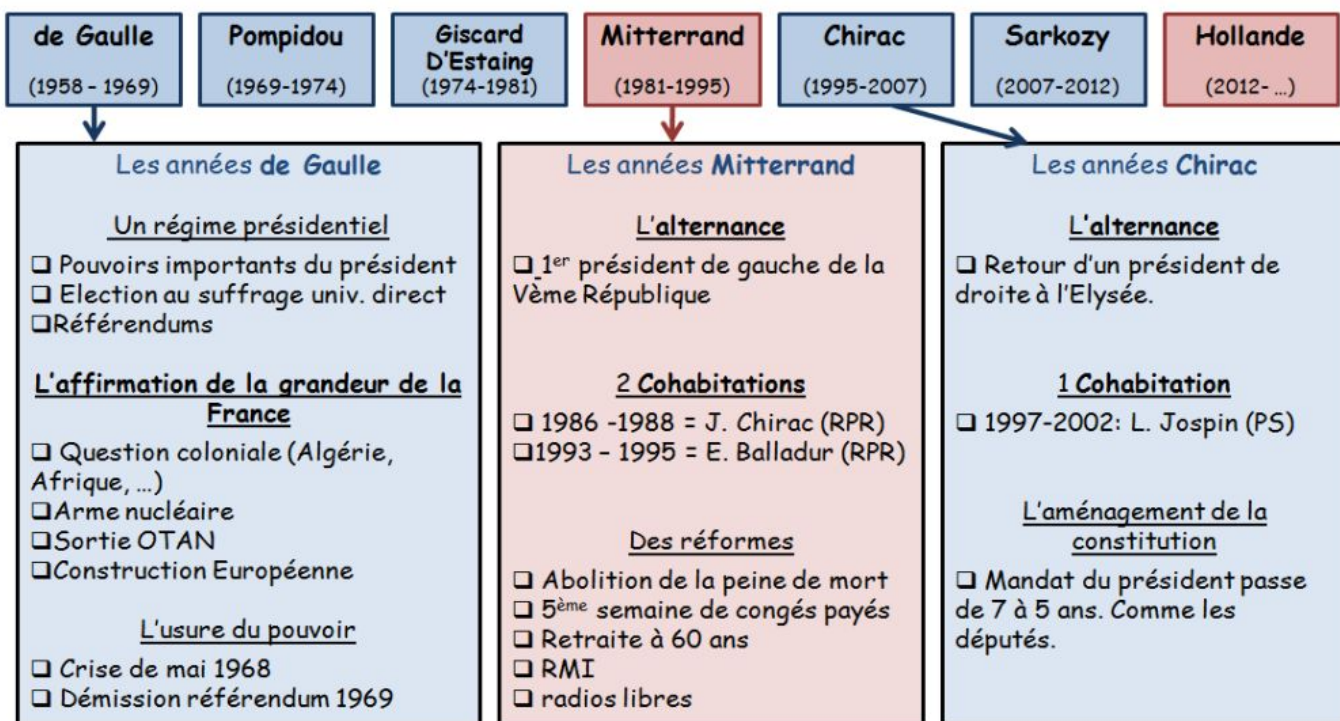 de Gaulle
(1958 - 1969)
Pompidou
(1969-1974)
Giscard
D'Estaing
(1974-1981)
Mitterrand
(1981-1995)
Chirac
(1995-2007)
Sarkozy
(2007-2012)
Hollande
(2012- ...)
Les années de Gaulle
Un régime présidentiel
❑ Pouvoirs importants du président
❑ Election au suffrage univ. direct
❑Référendums
L'affirmation de la grandeur de la
France
❑ Question coloniale (Algérie,
Afrique, ...)
❑Arme nucléaire
❑Sortie OTAN
❑Construction Européenne
L'usure du pouvoir
❑ Crise de mai 1968
❑ Démission référendum 1969
Les années Mitterrand
L'alternance
❑ 1er président de gauche de la
Vème République
2 Cohabitations
❑ 1986 -1988 = J. Chirac (RPR)
❑1993 – 1995 = E. Balladur (RPR)
Des réformes
❑ Abolition de la peine de mort
❑ 5ème semaine de congés payés
❑ Retraite à 60 ans
❑ RMI
❑ radios libres
Les années Chirac
L'alternance
❑ Retour d'un président de
droite à l'Elysée.
1 Cohabitation
❑ 1997-2002: L. Jospin (PS)
L'aménagement de la
constitution
❑ Mandat du président passe
de 7 à 5 ans. Comme les
députés.